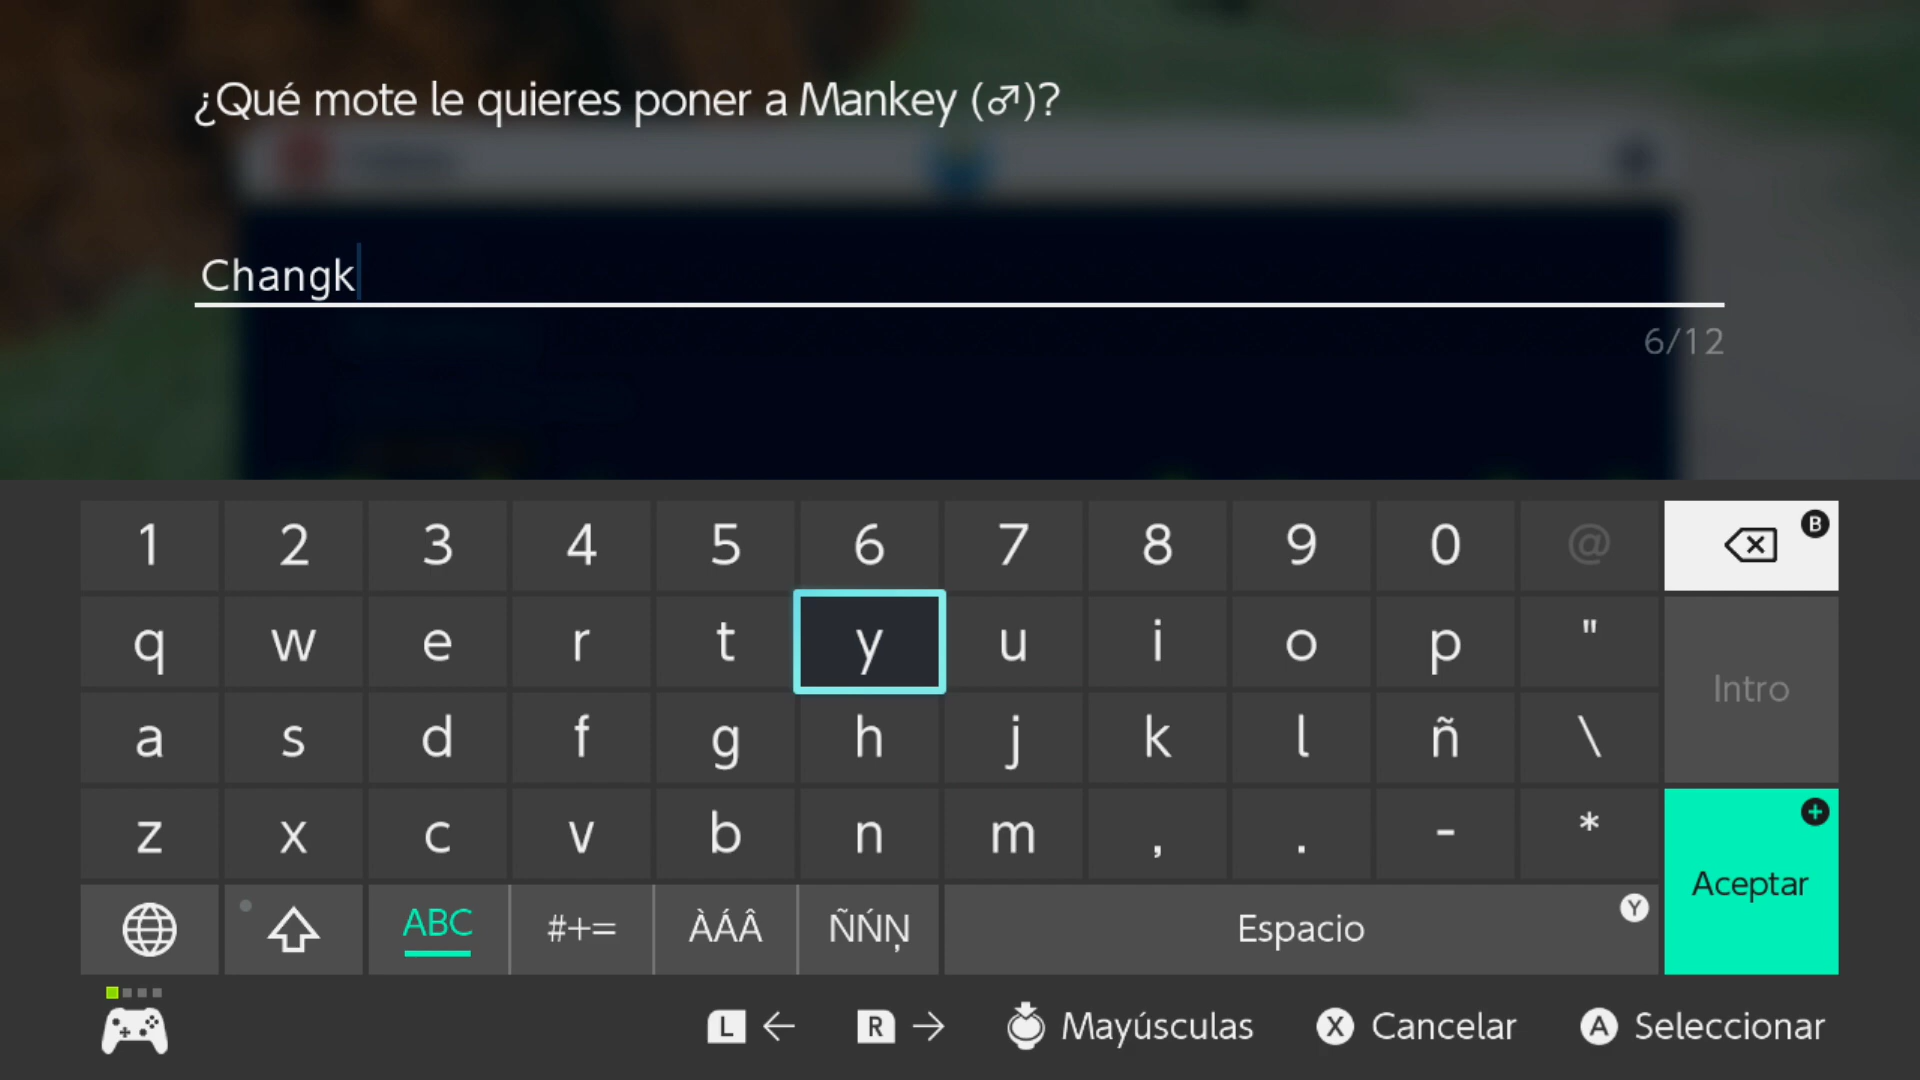 ¿Qué mote le quieres poner a Mankey (♂)?
Changk
6/12
1 2 3 4 5 6 7 8 9 0 @ B
q w e r t y u i o p "
Intro
a s d f g h j k l ñ \
z x c v b n m , . - * +
Aceptar
ABC #+= ÀÁÂ ÑŃŅ Espacio Y
L ← R → Mayúsculas X Cancelar A Seleccionar